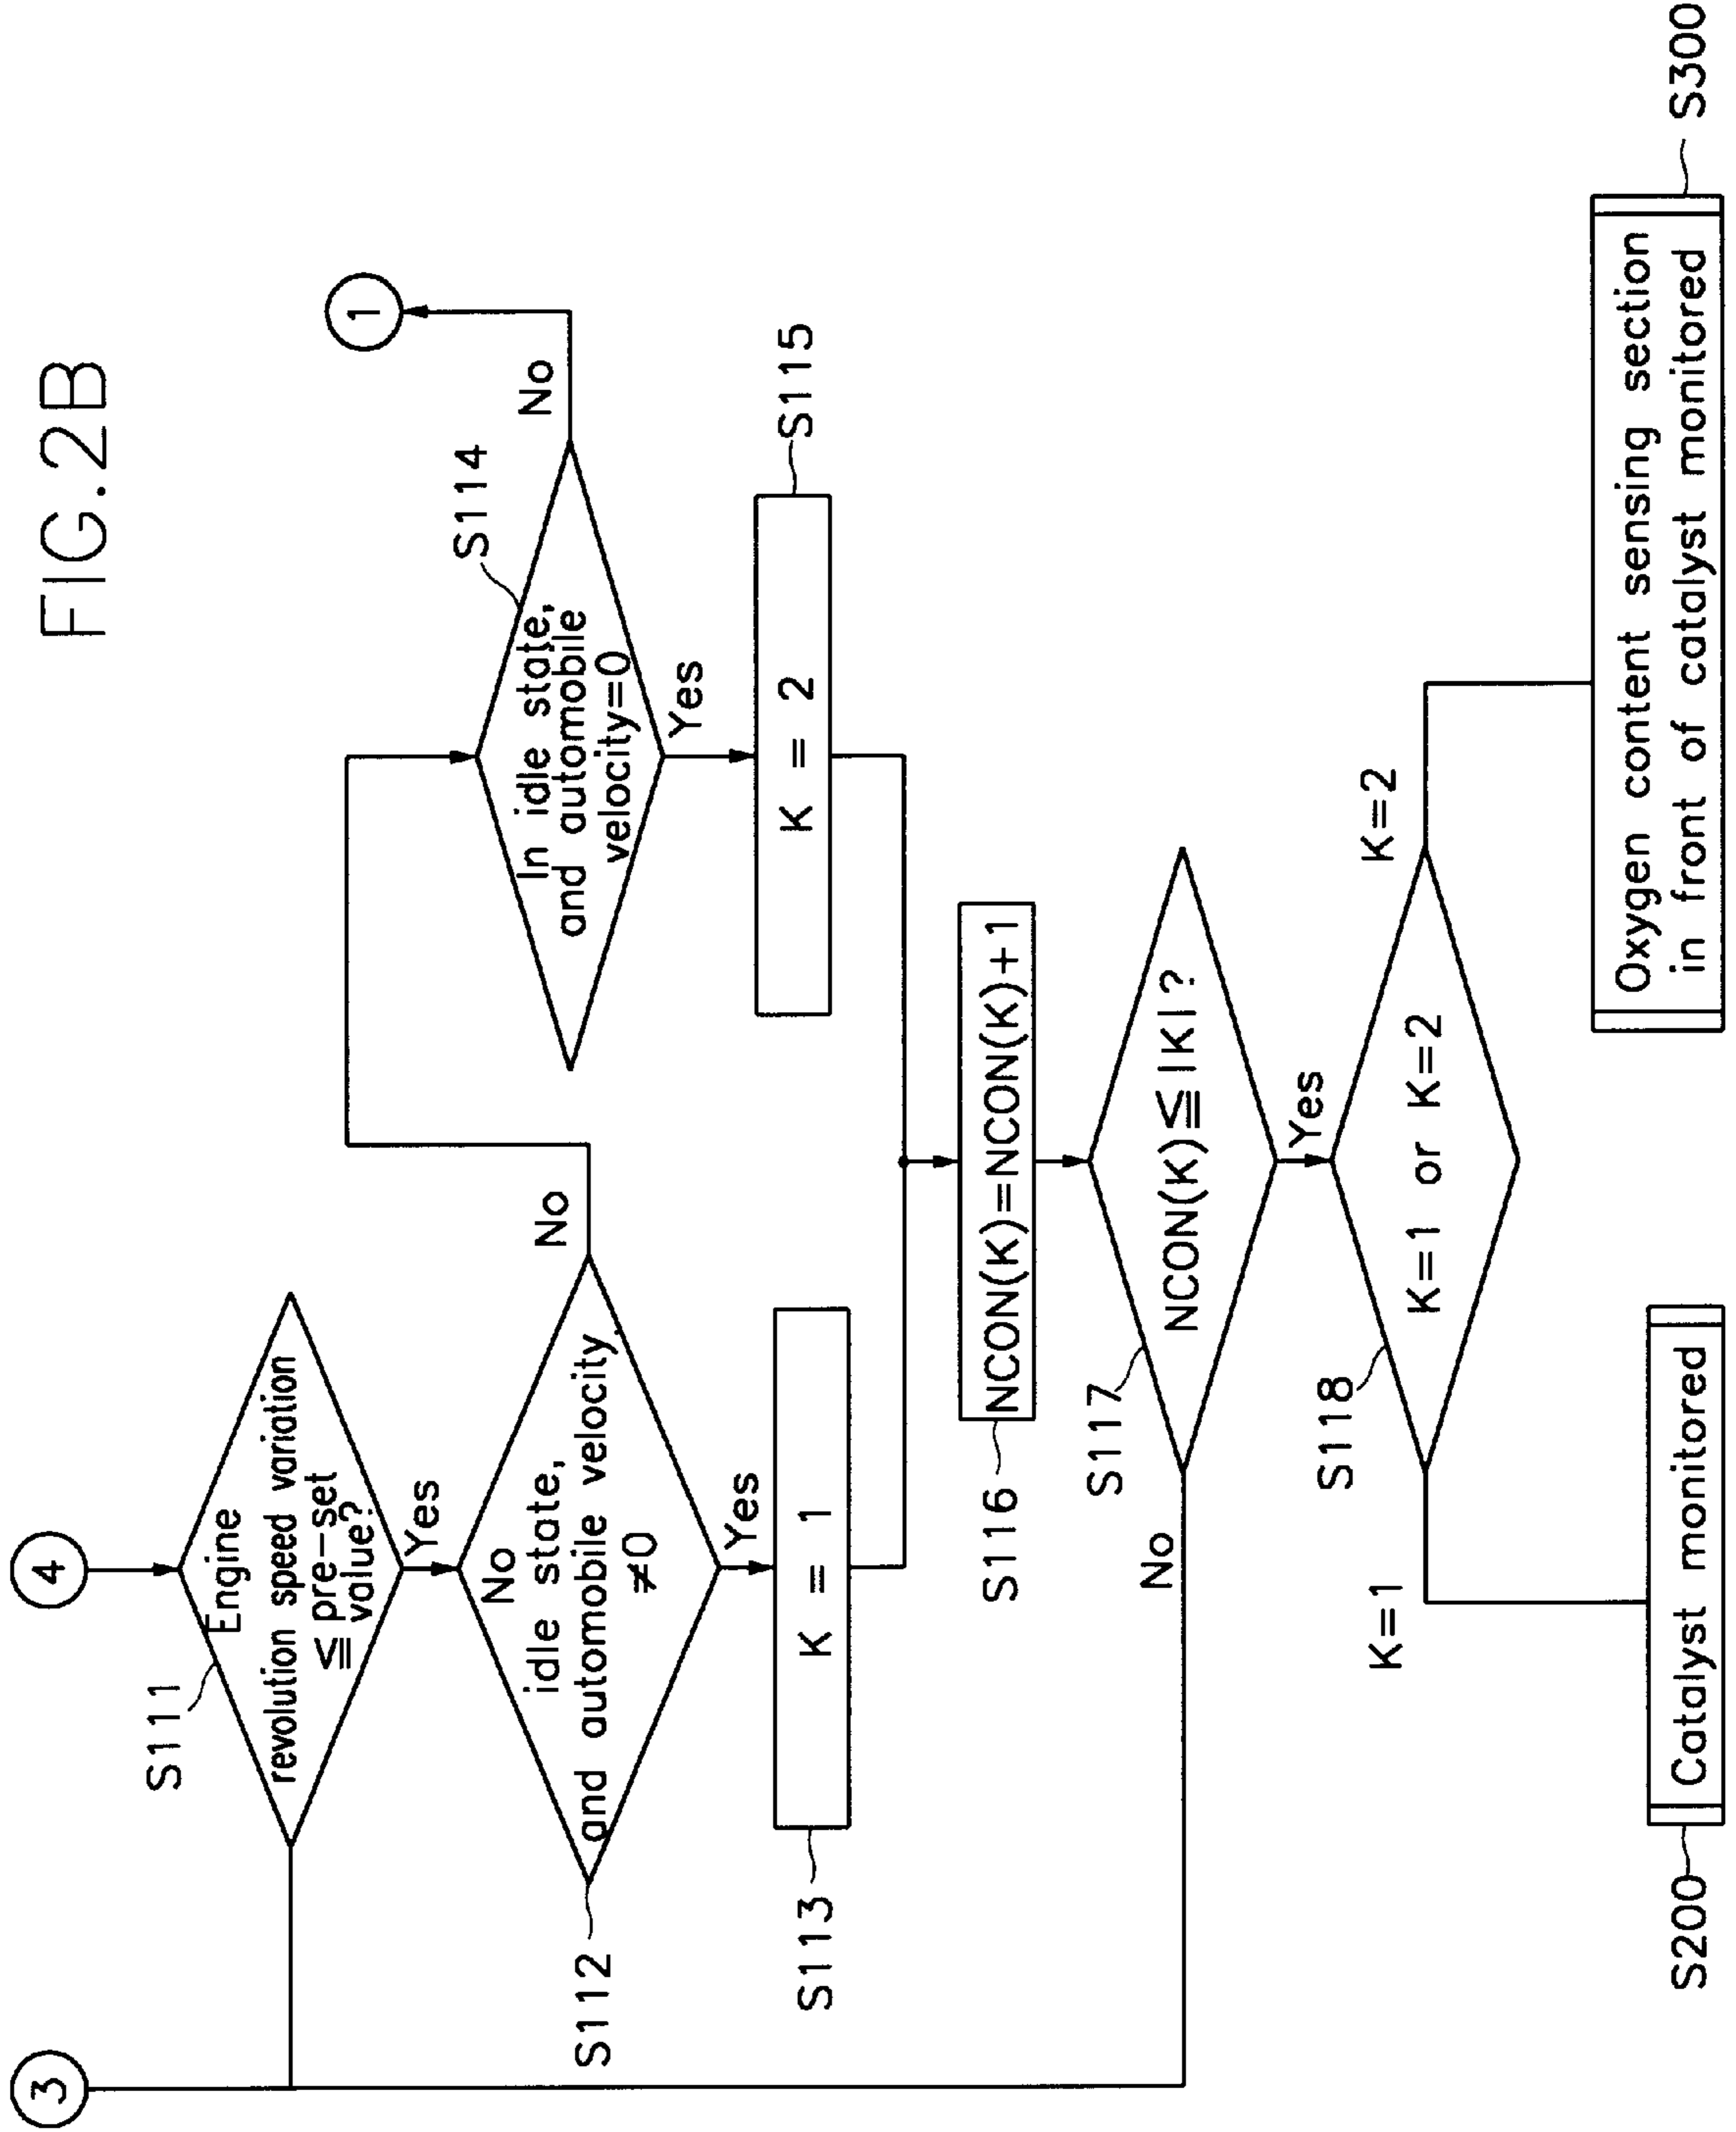 FIG.2B
3
4
S111
Engine
revolution speed variation
≦ pre-set
value?
Yes
S112
No
idle state,
and automobile velocity
≠0
No
Yes
S113
K = 1
1
S114
In idle state,
and automobile
velocity=0
No
Yes
K = 2
S115
S116
NCON(K)=NCON(K)+1
S117
NCON(K)≦IKI?
No
Yes
S118
K=1 or K=2
K=1
K=2
S200
Catalyst monitored
Oxygen content sensing section
in front of catalyst monitored
S300